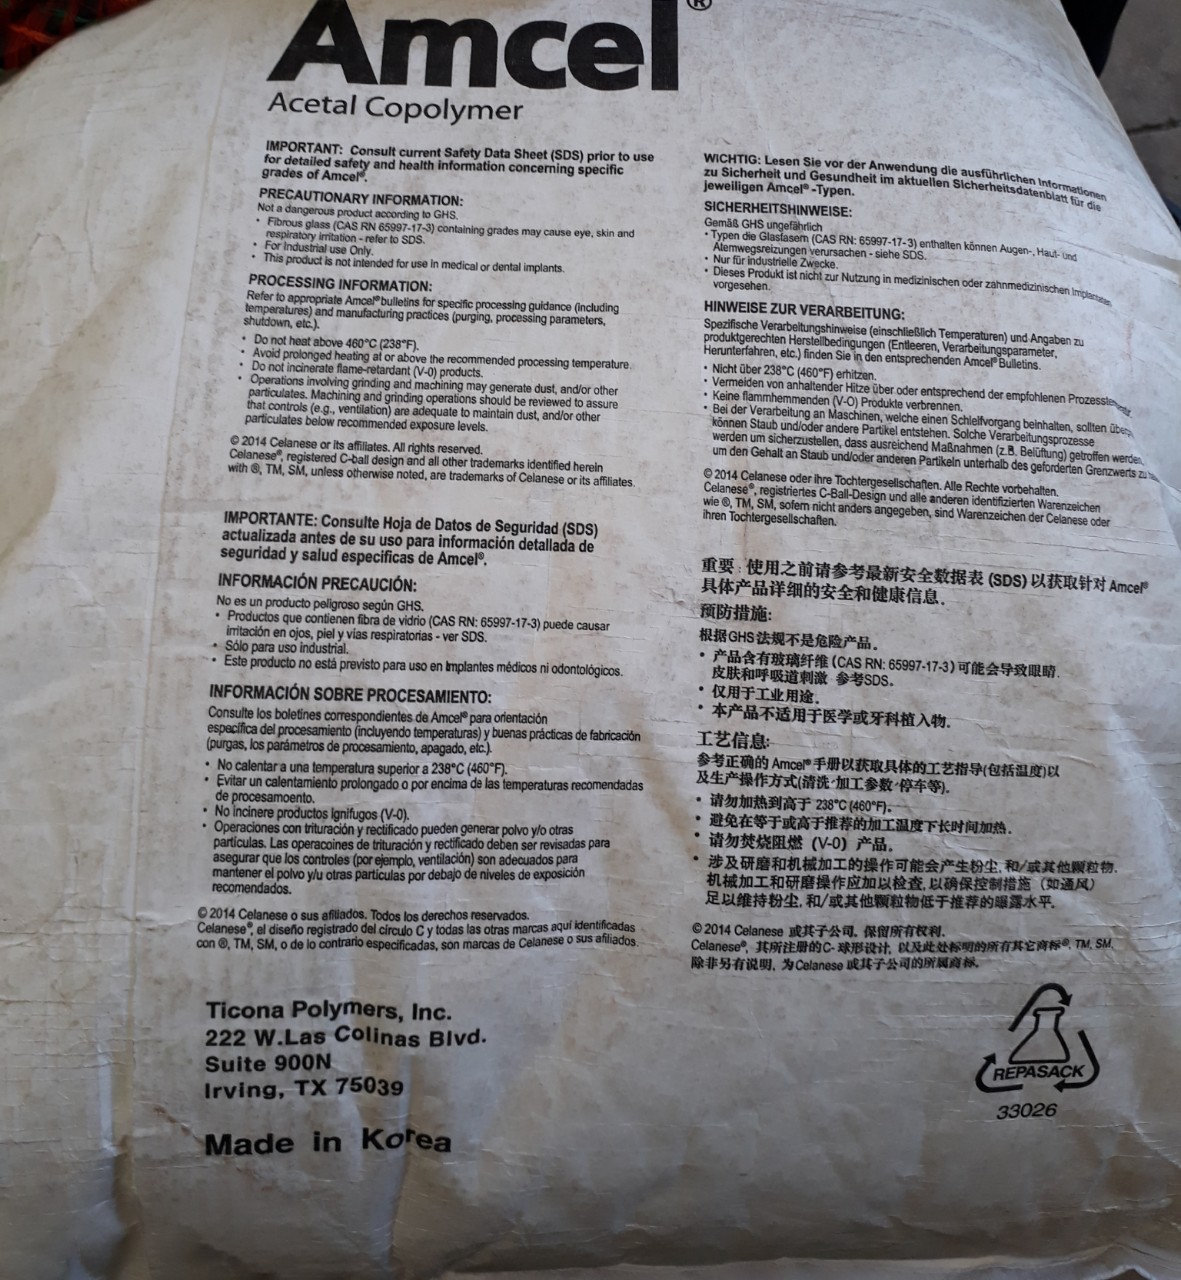 Amcel®
Acetal Copolymer
IMPORTANT: Consult current Safety Data Sheet (SDS) prior to use
for detailed safety and health information concerning specific
grades of Amcel®.
PRECAUTIONARY INFORMATION:
Not a dangerous product according to GHS.
• Fibrous glass (CAS RN 65997-17-3) containing grades may cause eye, skin and
respiratory irritation - refer to SDS.
• For Industrial use Only.
• This product is not intended for use in medical or dental implants.
PROCESSING INFORMATION:
Refer to appropriate Amcel® bulletins for specific processing guidance (including
temperatures) and manufacturing practices (purging, processing parameters,
shutdown, etc.).
• Do not heat above 460°C (238°F).
• Avoid prolonged heating at or above the recommended processing temperature.
• Do not incinerate flame-retardant (V-0) products.
• Operations involving grinding and machining may generate dust, and/or other
particulates. Machining and grinding operations should be reviewed to assure
that controls (e.g., ventilation) are adequate to maintain dust, and/or other
particulates below recommended exposure levels.
© 2014 Celanese or its affiliates. All rights reserved.
Celanese®, registered C-ball design and all other trademarks identified herein
with ®, TM, SM, unless otherwise noted, are trademarks of Celanese or its affiliates.
IMPORTANTE: Consulte Hoja de Datos de Seguridad (SDS)
actualizada antes de su uso para información detallada de
seguridad y salud especificas de Amcel®.
INFORMACIÓN PRECAUCIÓN:
No es un producto peligroso según GHS.
• Productos que contienen fibra de vidrio (CAS RN: 65997-17-3) puede causar
irritación en ojos, piel y vías respiratorias - ver SDS.
• Sólo para uso industrial.
• Este producto no está previsto para uso en implantes médicos ni odontológicos.
INFORMACIÓN SOBRE PROCESAMIENTO:
Consulte los boletines correspondientes de Amcel® para orientación
específica del procesamiento (incluyendo temperaturas) y buenas prácticas de fabricación
(purgas, los parámetros de procesamiento, apagado, etc.).
• No calentar a una temperatura superior a 238°C (460°F).
• Evitar un calentamiento prolongado o por encima de las temperaturas recomendadas
de procesamoento.
• No incinere productos ignifugos (V-0).
• Operaciones con trituración y rectificado pueden generar polvo y/o otras
partículas. Las operacoines de trituración y rectificado deben ser revisadas para
asegurar que los controles (por ejemplo, ventilación) son adecuados para
mantener el polvo y/u otras partículas por debajo de niveles de exposición
recomendados.
© 2014 Celanese o sus afiliados. Todos los derechos reservados.
Celanese®, el diseño registrado del círculo C y todas las otras marcas aquí identificadas
con ®, TM, SM, o de lo contrario especificadas, son marcas de Celanese o sus afiliados.
Ticona Polymers, Inc.
222 W.Las Colinas Blvd.
Suite 900N
Irving, TX 75039
Made in Korea
WICHTIG: Lesen Sie vor der Anwendung die ausführlichen Informationen
zu Sicherheit und Gesundheit im aktuellen Sicherheitsdatenblatt für die
jeweiligen Amcel® -Typen.
SICHERHEITSHINWEISE:
Gemäß GHS ungefährlich
• Typen die Glasfasern (CAS RN: 65997-17-3) enthalten können Augen-, Haut- und
Atemwegsreizungen verursachen - siehe SDS.
• Nur für industrielle Zwecke.
• Dieses Produkt ist nicht zur Nutzung in medizinischen oder zahnmedizinischen Implantaten
vorgesehen.
HINWEISE ZUR VERARBEITUNG:
Spezifische Verarbeitungshinweise (einschließlich Temperaturen) und Angaben zu
produktgerechten Herstellbedingungen (Entleeren, Verarbeitungsparameter,
Herunterfahren, etc.) finden Sie in den entsprechenden Amcel® Bulletins.
• Nicht über 238°C (460°F) erhitzen.
• Vermeiden von anhaltender Hitze über oder entsprechend der empfohlenen
• Keine flammhemmenden (V-O) Produkte verbrennen.
• Bei der Verarbeitung an Maschinen, welche einen Schleifvorgang beinhalten, sollten
können Staub und/oder andere Partikel entstehen. Solche Verarbeitungsprozesse
werden um sicherzustellen, dass ausreichend Maßnahmen (z.B. Belüftung) getroffen werden,
um den Gehalt an Staub und/oder anderen Partikeln unterhalb des geforderten Grenzwerts zu
© 2014 Celanese oder ihre Tochtergesellschaften. Alle Rechte vorbehalten.
Celanese®, registriertes C-Ball-Design und alle anderen identifizierten Warenzeichen
wie ®, TM, SM, sofern nicht anders angegeben, sind Warenzeichen der Celanese oder
ihren Tochtergesellschaften.
重要：使用之前请参考最新安全数据表 (SDS) 以获取针对 Amcel®
具体产品详细的安全和健康信息.
预防措施:
根据GHS法规不是危险产品.
• 产品含有玻璃纤维 (CAS RN: 65997-17-3) 可能会导致眼睛.
皮肤和呼吸道刺激 参考SDS.
• 仅用于工业用途.
• 本产品不适用于医学或牙科植入物.
工艺信息:
参考正确的 Amcel® 手册以获取具体的工艺指导(包括温度)以
及生产操作方式(清洗,加工参数,停车等).
• 请勿加热到高于 238°C (460°F).
• 避免在等于或高于推荐的加工温度下长时间加热.
• 请勿焚烧阻燃 (V-0) 产品.
• 涉及研磨和机械加工的操作可能会产生粉尘, 和/或其他颗粒物.
机械加工和研磨操作应加以检查, 以确保控制措施 (如通风)
足以维持粉尘, 和/或其他颗粒物低于推荐的曝露水平.
© 2014 Celanese 或其子公司, 保留所有权利.
Celanese®, 其所注册的C- 球形设计, 以及此处标明的所有其它商标®, TM, SM,
除非另有说明, 为Celanese 或其子公司的所属商标.
REPASACK
33026